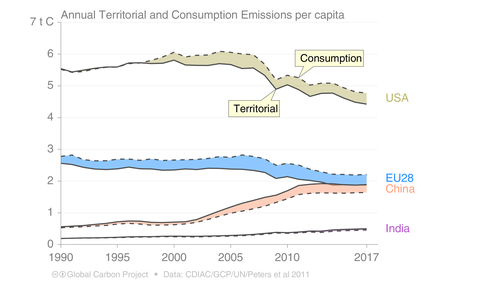 Annual Territorial and Consumption Emissions per capita
7 t C
6
5
4
3
2
1
0
1990
1995
2000
2005
2010
2017
Consumption
Territorial
USA
EU28
China
India
Global Carbon Project • Data: CDIAC/GCP/UN/Peters et al 2011